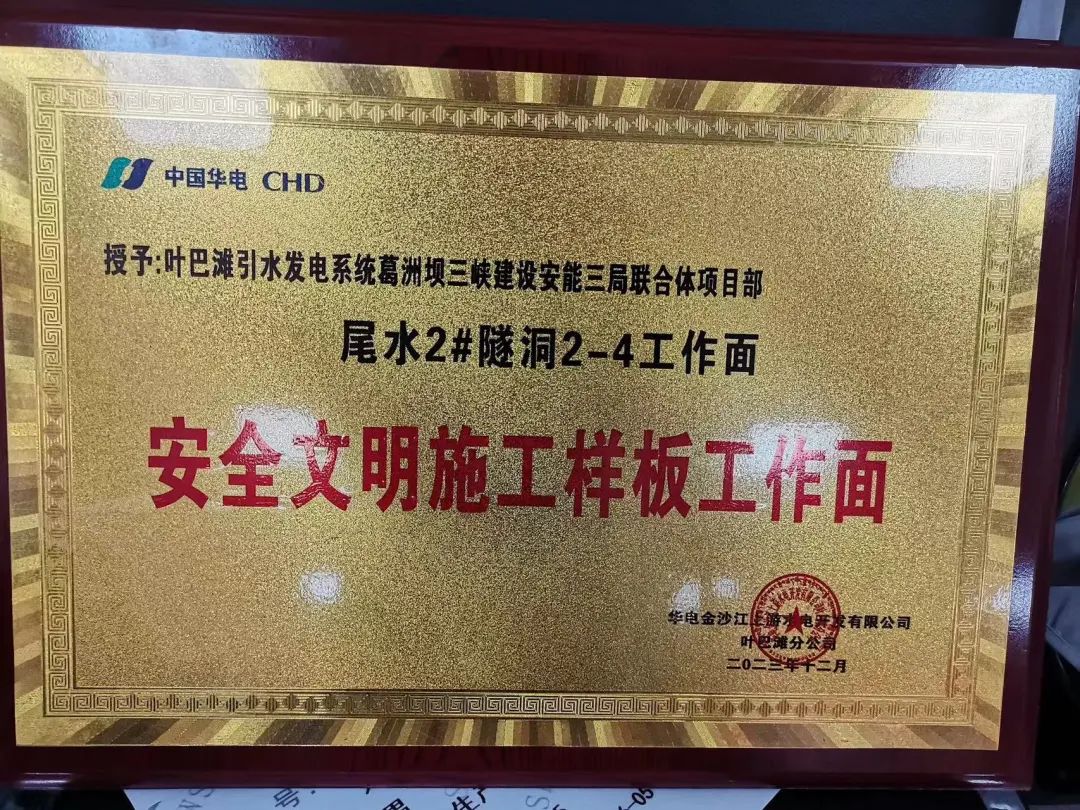 中国华电 CHD
授予:叶巴滩引水发电系统葛洲坝三峡建设安能三局联合体项目部
尾水2#隧洞2-4工作面
安全文明施工样板工作面
华电金沙江上游水电开发有限公司
叶巴滩分公司
二〇二三年十二月
号:
生产